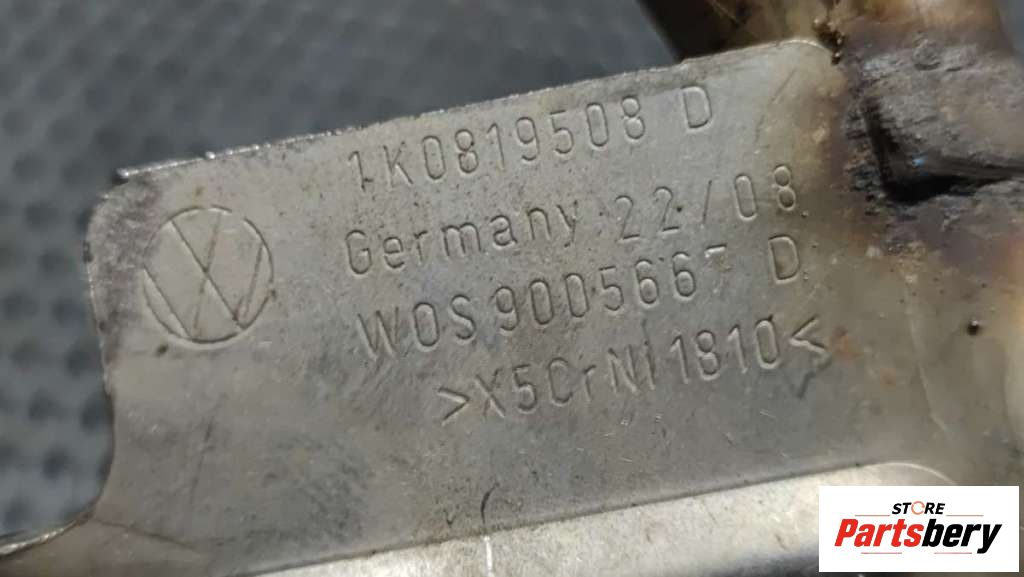 1K0819508 D
Germany 22/08
WOS 9005667 D
>X5CrNi1810<
STORE
Partsbery